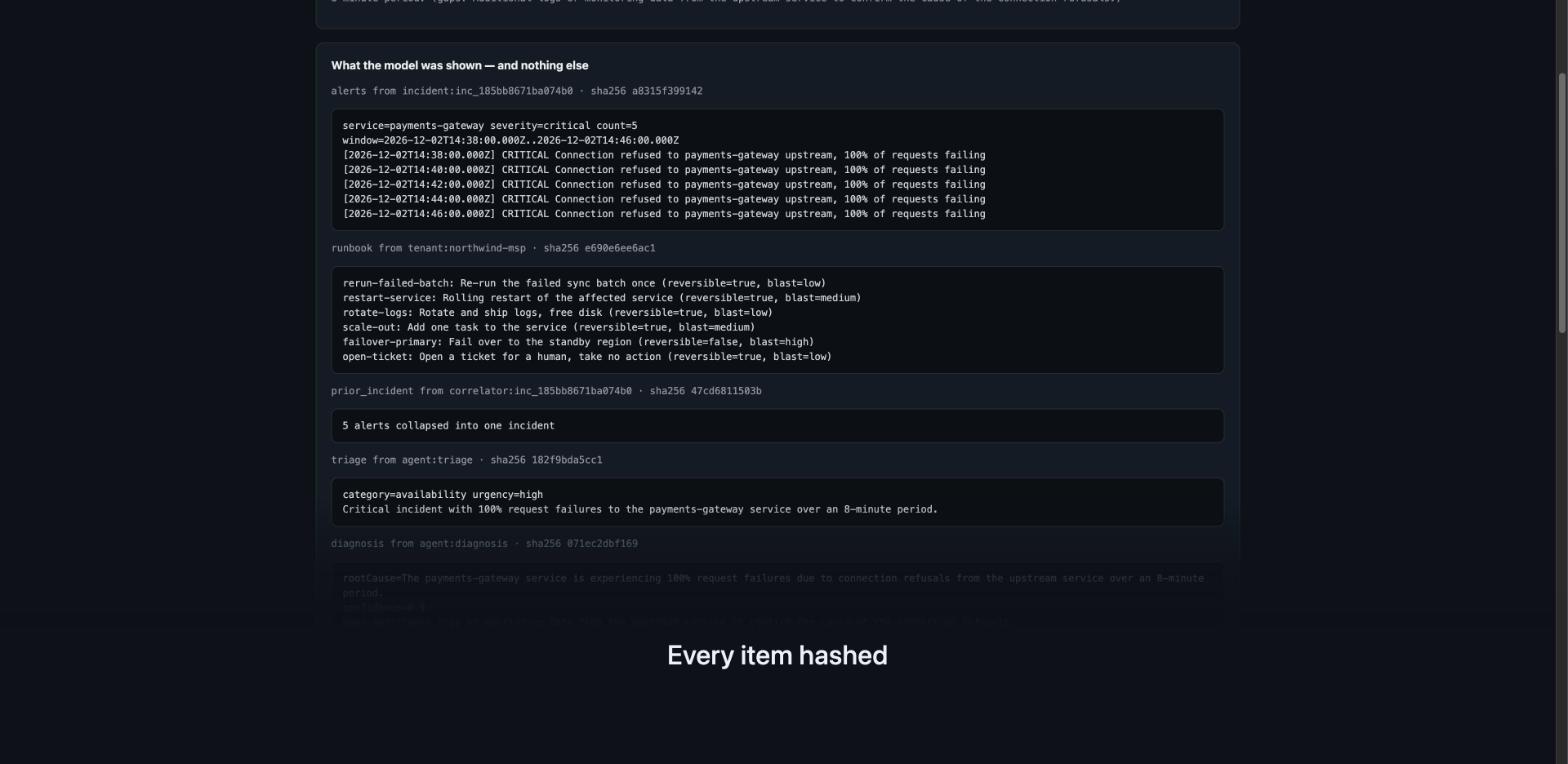 What the model was shown — and nothing else
alerts from incident:inc_185bb8671ba074b0 · sha256 a8315f399142
service=payments-gateway severity=critical count=5
window=2026-12-02T14:38:00.000Z..2026-12-02T14:46:00.000Z
[2026-12-02T14:38:00.000Z] CRITICAL Connection refused to payments-gateway upstream, 100% of requests failing
[2026-12-02T14:40:00.000Z] CRITICAL Connection refused to payments-gateway upstream, 100% of requests failing
[2026-12-02T14:42:00.000Z] CRITICAL Connection refused to payments-gateway upstream, 100% of requests failing
[2026-12-02T14:44:00.000Z] CRITICAL Connection refused to payments-gateway upstream, 100% of requests failing
[2026-12-02T14:46:00.000Z] CRITICAL Connection refused to payments-gateway upstream, 100% of requests failing
runbook from tenant:northwind-msp · sha256 e690e6ee6ac1
rerun-failed-batch: Re-run the failed sync batch once (reversible=true, blast=low)
restart-service: Rolling restart of the affected service (reversible=true, blast=medium)
rotate-logs: Rotate and ship logs, free disk (reversible=true, blast=low)
scale-out: Add one task to the service (reversible=true, blast=medium)
failover-primary: Fail over to the standby region (reversible=false, blast=high)
open-ticket: Open a ticket for a human, take no action (reversible=true, blast=low)
prior_incident from correlator:inc_185bb8671ba074b0 · sha256 47cd6811503b
5 alerts collapsed into one incident
triage from agent:triage · sha256 182f9bda5cc1
category=availability urgency=high
Critical incident with 100% request failures to the payments-gateway service over an 8-minute period.
diagnosis from agent:diagnosis · sha256 071ec2dbf169
rootCause=The payments-gateway service is experiencing 100% request failures due to connection refusals from the upstream service over an 8-minute
period.
Every item hashed